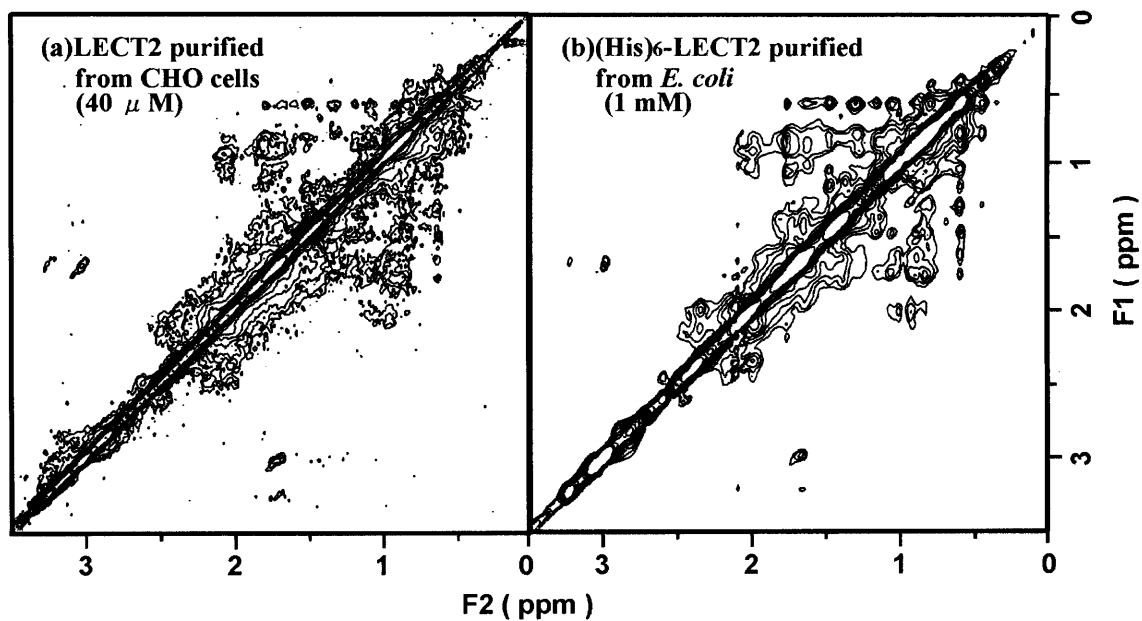 (a)LECT2 purified
from CHO cells
(40 μ M)
(b)(His)6-LECT2 purified
from E. coli
(1 mM)
0
1
2
3
F1 ( ppm )
3
2
1
0
3
2
1
0
F2 ( ppm )